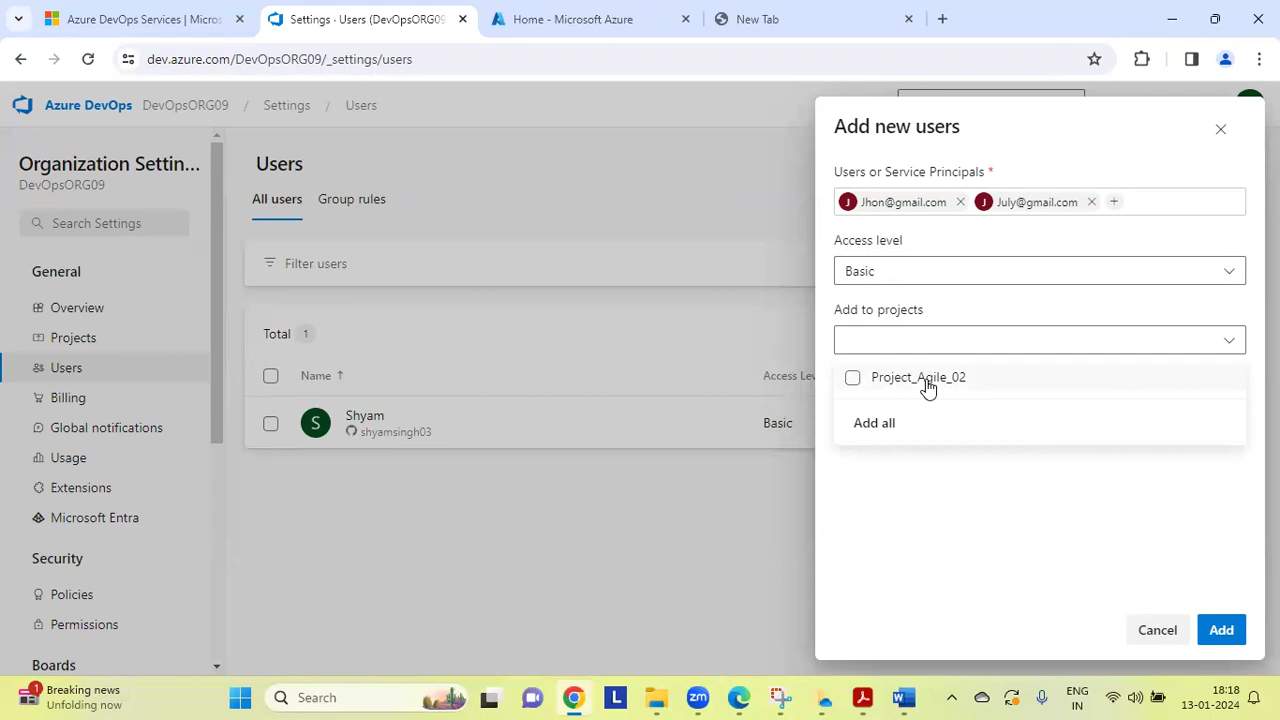 Azure DevOps Services | Micros
Settings · Users (DevOpsORG09
Home - Microsoft Azure
New Tab
dev.azure.com/DevOpsORG09/_settings/users
Azure DevOps DevOpsORG09 / Settings / Users
Organization Settin...
DevOpsORG09
Search Settings
General
Overview
Projects
Users
Billing
Global notifications
Usage
Extensions
Microsoft Entra
Security
Policies
Permissions
Boards
Users
All users Group rules
Filter users
Total 1
Name ↑ Access Lev
S Shyam Basic
shyamsingh03
Add new users
Users or Service Principals *
J Jhon@gmail.com J July@gmail.com +
Access level
Basic
Add to projects
Project_Agile_02
Add all
Cancel Add
1 Breaking news
Unfolding now
Search
L
zm
W
ENG
IN
18:18
13-01-2024